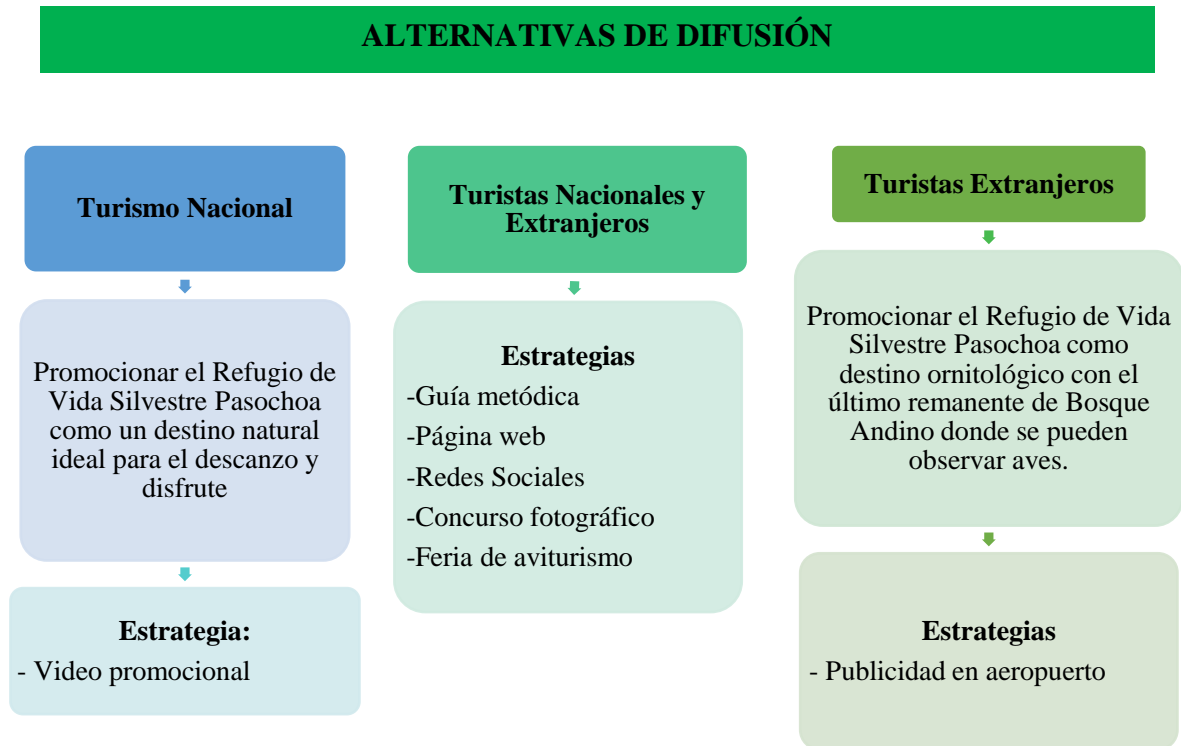 ALTERNATIVAS DE DIFUSIÓN
Turismo Nacional
Promocionar el Refugio de
Vida Silvestre Pasochoa
como un destino natural
ideal para el descanzo y
disfrute
Estrategia:
- Video promocional
Turistas Nacionales y
Extranjeros
Estrategias
-Guía metódica
-Página web
-Redes Sociales
-Concurso fotográfico
-Feria de aviturismo
Turistas Extranjeros
Promocionar el Refugio de Vida
Silvestre Pasochoa como
destino ornitológico con el
último remanente de Bosque
Andino donde se pueden
observar aves.
Estrategias
- Publicidad en aeropuerto